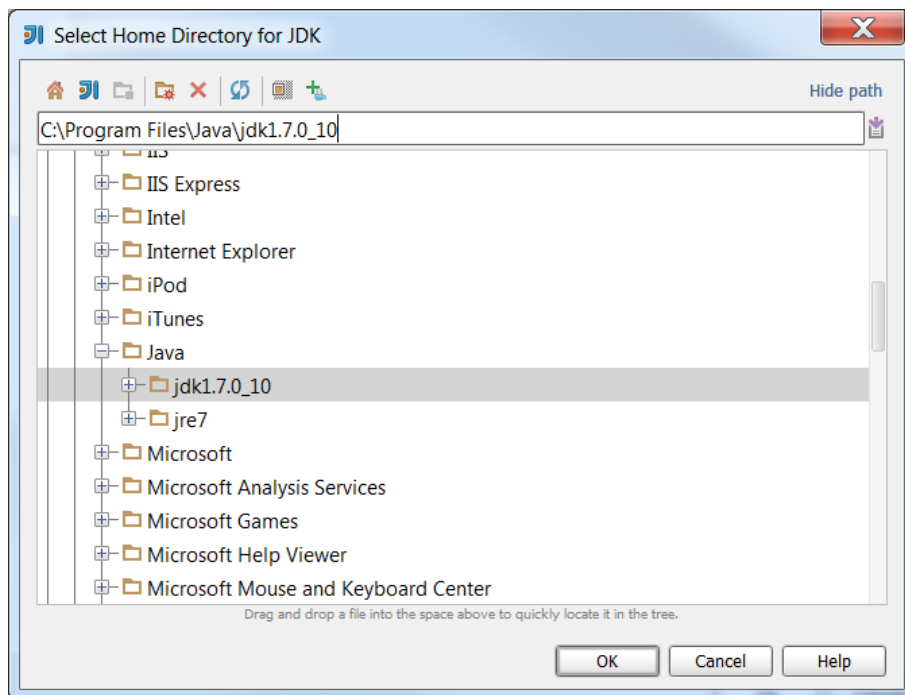 Select Home Directory for JDK
Hide path
C:\Program Files\Java\jdk1.7.0_10
IIS
IIS Express
Intel
Internet Explorer
iPod
iTunes
Java
jdk1.7.0_10
jre7
Microsoft
Microsoft Analysis Services
Microsoft Games
Microsoft Help Viewer
Microsoft Mouse and Keyboard Center
Drag and drop a file into the space above to quickly locate it in the tree.
OK Cancel Help